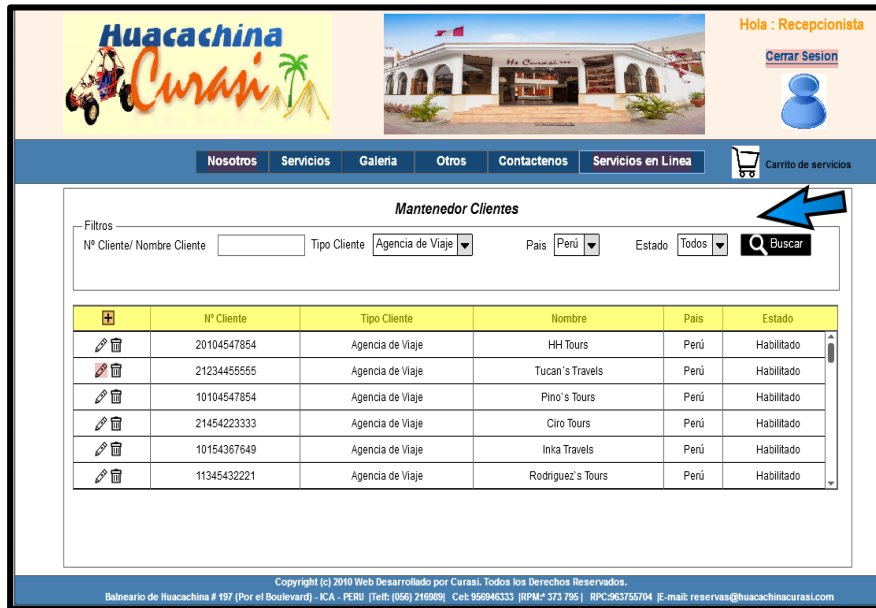 Huacachina
Curasi
Ha Curasi ***
Hola : Recepcionista
Cerrar Sesion
Nosotros Servicios Galeria Otros Contactenos Servicios en Linea Carrito de servicios
Mantenedor Clientes
Filtros
Nº Cliente/ Nombre Cliente Tipo Cliente Agencia de Viaje Pais Perú Estado Todos Buscar
Nº Cliente Tipo Cliente Nombre Pais Estado
20104547854 Agencia de Viaje HH Tours Perú Habilitado
21234455555 Agencia de Viaje Tucan´s Travels Perú Habilitado
10104547854 Agencia de Viaje Pino`s Tours Perú Habilitado
21454223333 Agencia de Viaje Ciro Tours Perú Habilitado
10154367649 Agencia de Viaje Inka Travels Perú Habilitado
11345432221 Agencia de Viaje Rodriguez`s Tours Perú Habilitado
Copyright (c) 2010 Web Desarrollado por Curasi. Todos los Derechos Reservados.
Balneario de Huacachina # 197 (Por el Boulevard) - ICA - PERU |Telf: (056) 216989| Cel: 956946333 |RPM:* 373 795 | RPC:963755704 |E-mail: reservas@huacachinacurasi.com